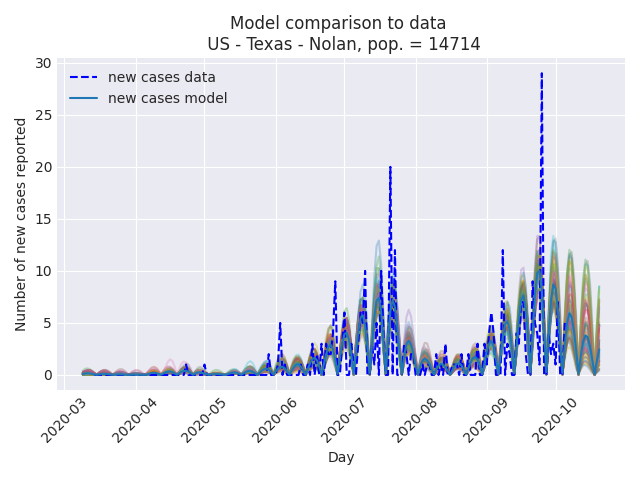 Model comparison to data
US - Texas - Nolan, pop. = 14714
Number of new cases reported
30
25
20
15
10
5
0
new cases data
new cases model
2020-03
2020-04
2020-05
2020-06
2020-07
2020-08
2020-09
2020-10
Day